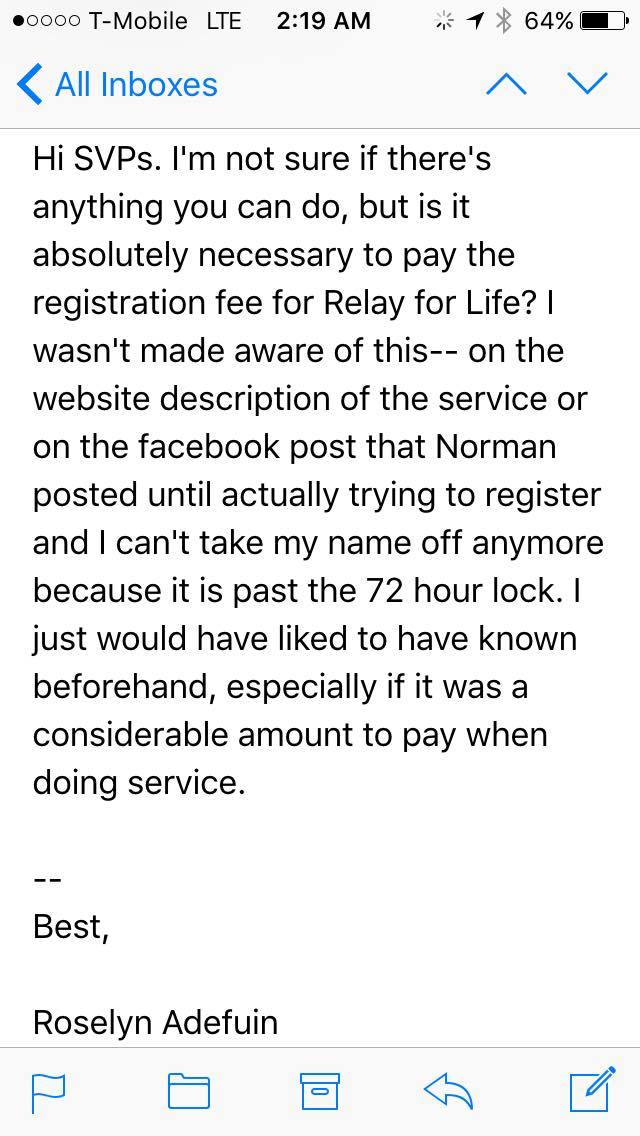 T-Mobile LTE 2:19 AM 64%
All Inboxes
Hi SVPs. I'm not sure if there's
anything you can do, but is it
absolutely necessary to pay the
registration fee for Relay for Life? I
wasn't made aware of this-- on the
website description of the service or
on the facebook post that Norman
posted until actually trying to register
and I can't take my name off anymore
because it is past the 72 hour lock. I
just would have liked to have known
beforehand, especially if it was a
considerable amount to pay when
doing service.
--
Best,
Roselyn Adefuin